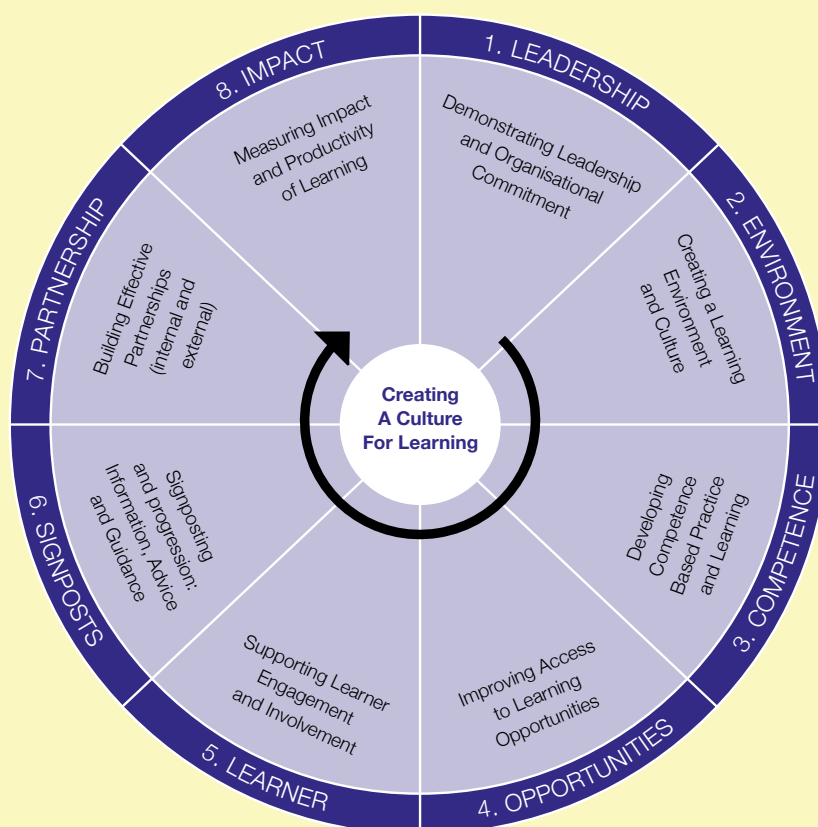 1. LEADERSHIP
Demonstrating Leadership
and Organisational
Commitment
2. ENVIRONMENT
Creating a Learning
Environment
and Culture
3. COMPETENCE
Developing
Competence
Based Practice
and Learning
4. OPPORTUNITIES
Improving Access
to Learning
Opportunities
5. LEARNER
Supporting Learner
Engagement
and Involvement
6. SIGNPOSTS
Signposting
and progression:
Information, Advice
and Guidance
7. PARTNERSHIP
Building Effective
Partnerships
(internal and
external)
8. IMPACT
Measuring Impact
and Productivity
of Learning
Creating
A Culture
For Learning